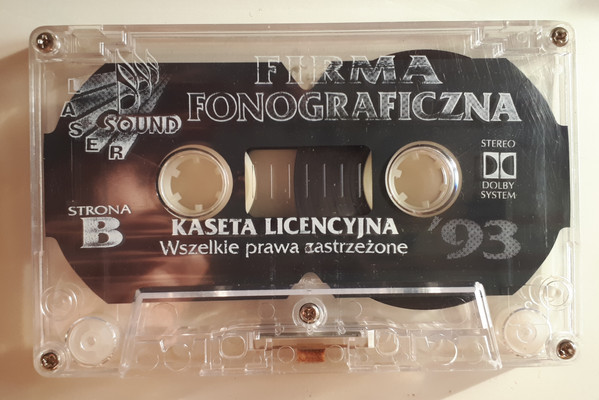 FIRMA
FONOGRAFICZNA
LASER
SOUND
STEREO
DOLBY
SYSTEM
STRONA
B
KASETA LICENCYJNA
Wszelkie prawa zastrzeżone
'93